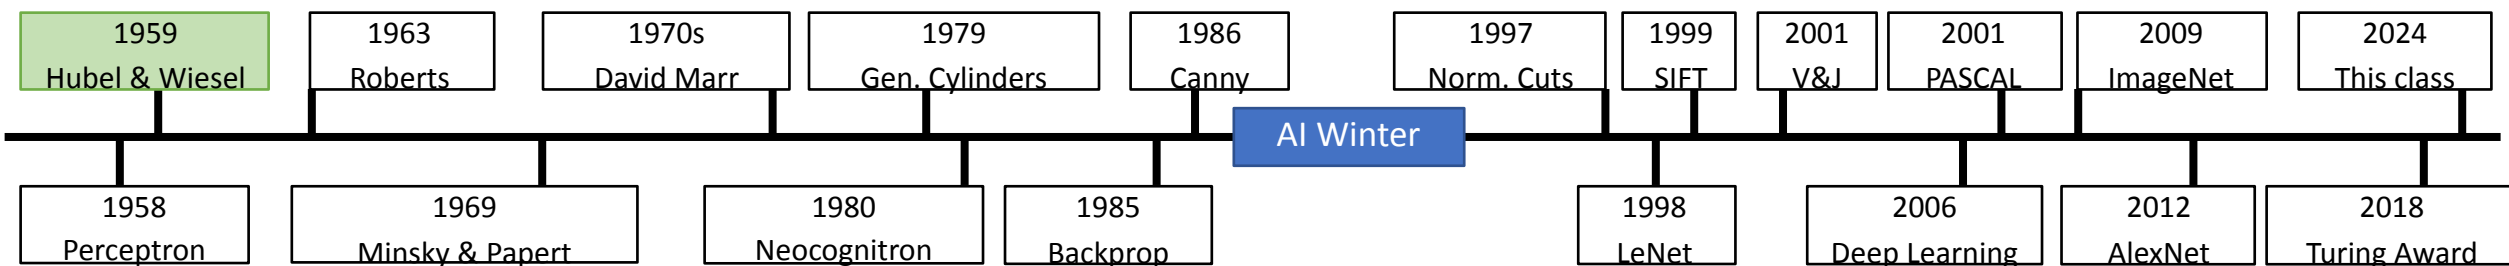 1959
Hubel & Wiesel
1963
Roberts
1970s
David Marr
1979
Gen. Cylinders
1986
Canny
1997
Norm. Cuts
1999
SIFT
2001
V&J
2001
PASCAL
2009
ImageNet
2024
This class
AI Winter
1958
Perceptron
1969
Minsky & Papert
1980
Neocognitron
1985
Backprop
1998
LeNet
2006
Deep Learning
2012
AlexNet
2018
Turing Award